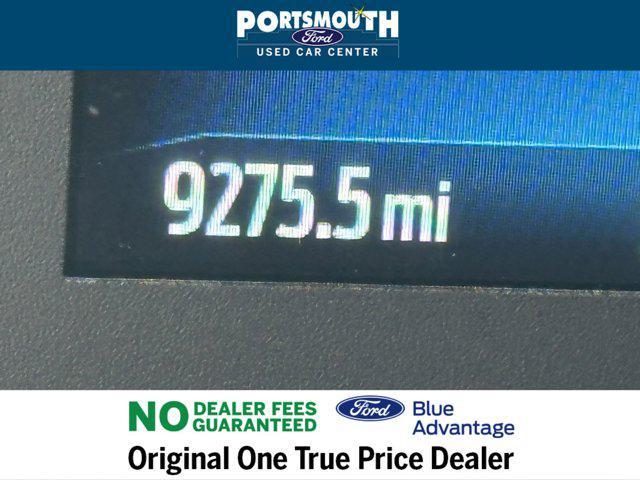 PORTSMOUTH
Ford
USED CAR CENTER
9275.5 mi
NO DEALER FEES
GUARANTEED
Ford Blue
Advantage
Original One True Price Dealer